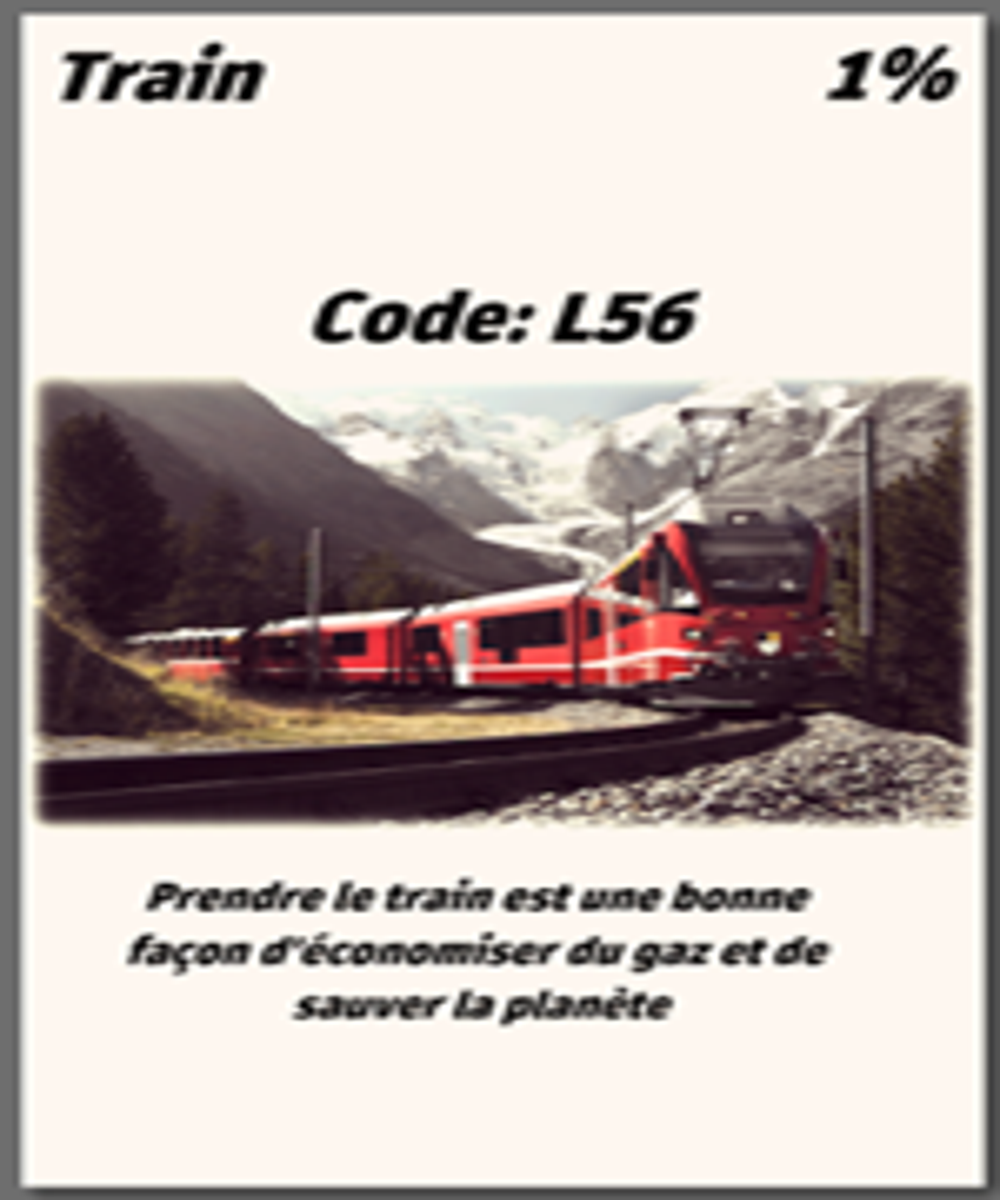 Train 1%
Code: L56
Prendre le train est une bonne
façon d'économiser du gaz et de
sauver la planète